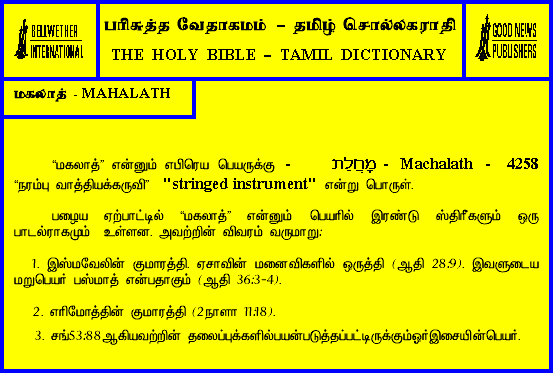 BELLWETHER
INTERNATIONAL
பரிசுத்த வேதாகமம் – தமிழ் சொல்லகராதி
THE HOLY BIBLE – TAMIL DICTIONARY
GOOD NEWS
PUBLISHERS
மகலாத் - MAHALATH
“மகலாத்” என்னும் எபிரெய பெயருக்கு - מָחֲלַת - Machalath - 4258
“நரம்பு வாத்தியக்கருவி” "stringed instrument" என்று பொருள்.
பழைய ஏற்பாட்டில் “மகலாத்” என்னும் பெயரில் இரண்டு ஸ்திரீகளும் ஒரு
பாடல்ராகமும் உள்ளன. அவற்றின் விவரம் வருமாறு:
1. இஸ்மவேலின் குமாரத்தி. ஏசாவின் மனைவிகளில் ஒருத்தி (ஆதி 28:9). இவளுடைய
மறுபெயர் பஸ்மாத் என்பதாகும் (ஆதி 36:3-4).
2. எரிமோத்தின் குமாரத்தி (2நாளா 11:18).
3. சங்53:88ஆகியவற்றின் தலைப்புக்களில்பயன்படுத்தப்பட்டிருக்கும்ஓர்இசையின்பெயர்.